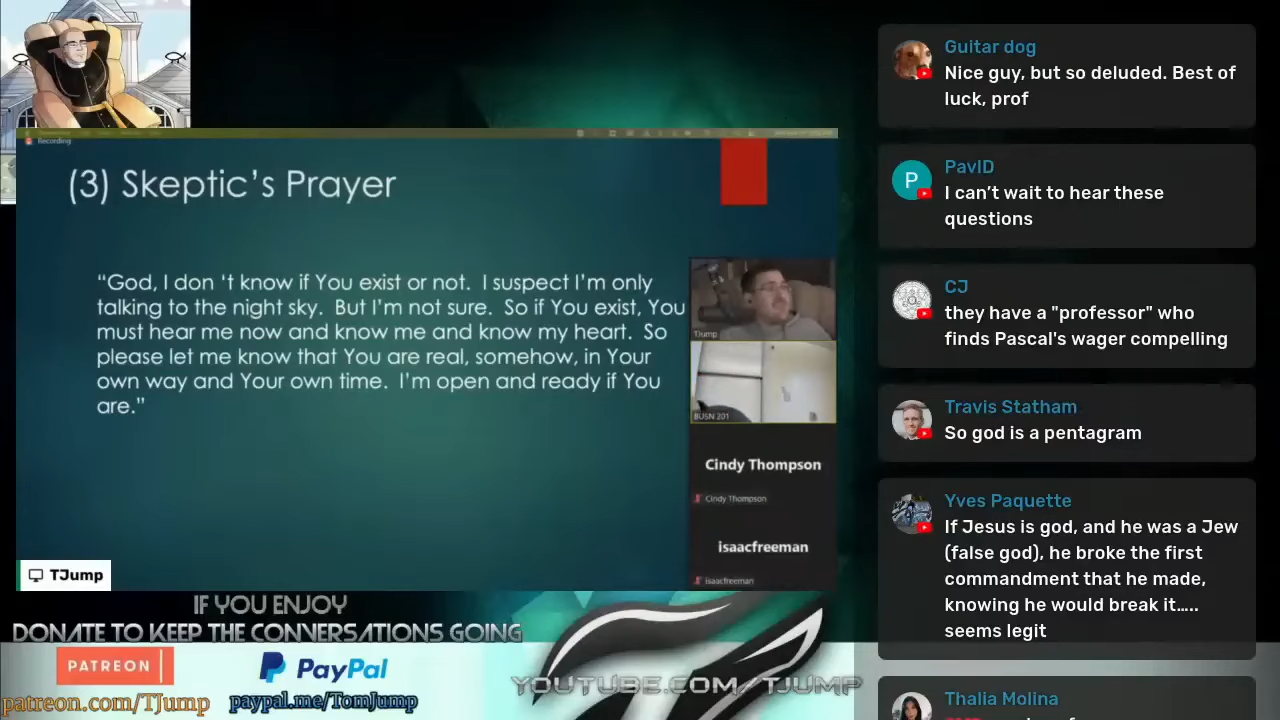 Recording
(3) Skeptic's Prayer
“God, I don ‘t know if You exist or not. I suspect I’m only
talking to the night sky. But I’m not sure. So if You exist, You
must hear me now and know me and know my heart. So
please let me know that You are real, somehow, in Your
own way and Your own time. I’m open and ready if You
are.”
TJump
BUSN 201
Cindy Thompson
Cindy Thompson
isaacfreeman
isaacfreeman
TJump
IF YOU ENJOY
DONATE TO KEEP THE CONVERSATIONS GOING
PATREON
PayPal
patreon.com/TJump
paypal.me/TomJump
YOUTUBE.COM/TJUMP
Guitar dog
Nice guy, but so deluded. Best of
luck, prof
P
PavID
I can’t wait to hear these
questions
CJ
they have a "professor" who
finds Pascal's wager compelling
Travis Statham
So god is a pentagram
Yves Paquette
If Jesus is god, and he was a Jew
(false god), he broke the first
commandment that he made,
knowing he would break it.....
seems legit
Thalia Molina